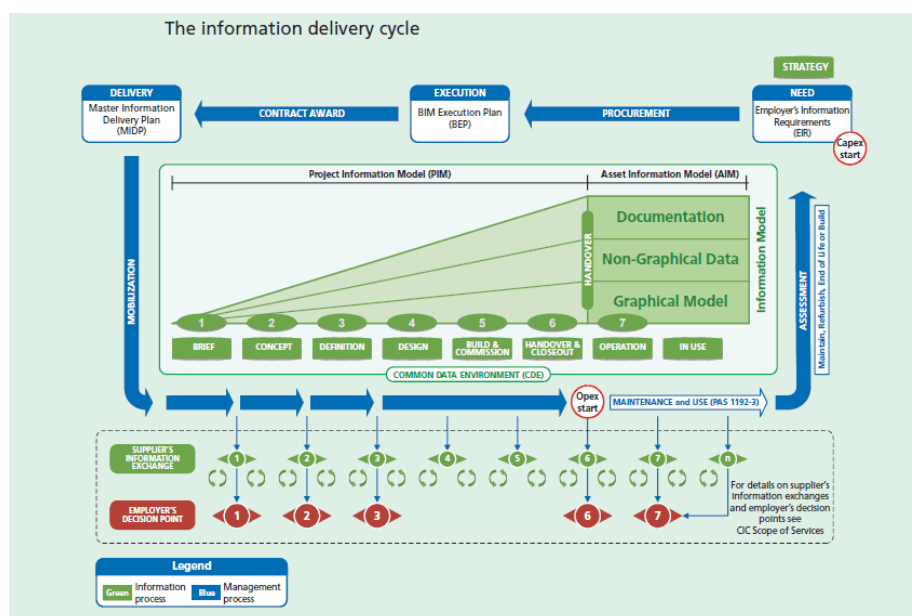 The information delivery cycle
STRATEGY
DELIVERY
Master Information
Delivery Plan
(MIDP)
CONTRACT AWARD
EXECUTION
BIM Execution Plan
(BEP)
PROCUREMENT
NEED
Employer's Information
Requirements
(EIR)
Capex
start
Project Information Model (PIM)
Asset Information Model (AIM)
MOBILIZATION
HANDOVER
Documentation
Non-Graphical Data
Graphical Model
Information Model
ASSESSMENT
Maintain, Refurbish, End of Life or Build
1
2
3
4
5
6
7
BRIEF
CONCEPT
DEFINITION
DESIGN
BUILD &
COMMISSION
HANDOVER &
CLOSEOUT
OPERATION
IN USE
COMMON DATA ENVIRONMENT (CDE)
Opex
start
MAINTENANCE and USE (PAS 1192-3)
SUPPLIER'S
INFORMATION
EXCHANGE
1
2
3
4
5
6
7
n
EMPLOYER'S
DECISION POINT
1
2
3
6
7
For details on supplier's
information exchanges
and employer's decision
points see
CIC Scope of Services
Legend
Green Information
process
Blue Management
process